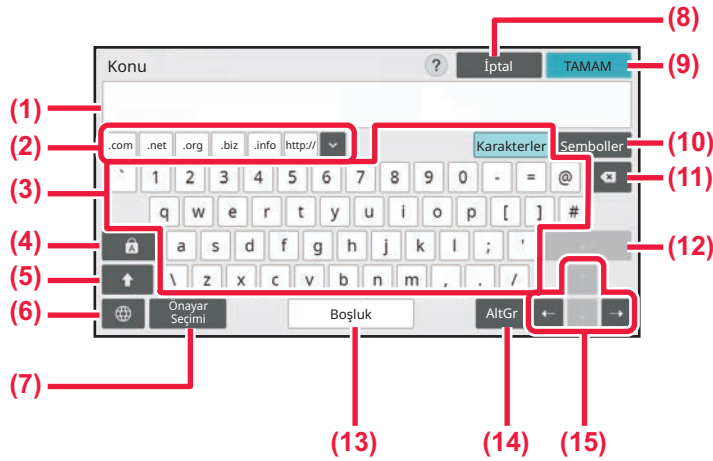 (8)
Konu ? İptal TAMAM (9)
(1)
(2) .com .net .org .biz .info http:// Karakterler Semboller (10)
(3) ` 1 2 3 4 5 6 7 8 9 0 - = @ (11)
q w e r t y u i o p [ ] #
(4) A a s d f g h j k l ; ' ← (12)
(5) \ z x c v b n m , . /
(6) Önayar Seçimi Boşluk AltGr ← → 
(7) (13) (14) (15)